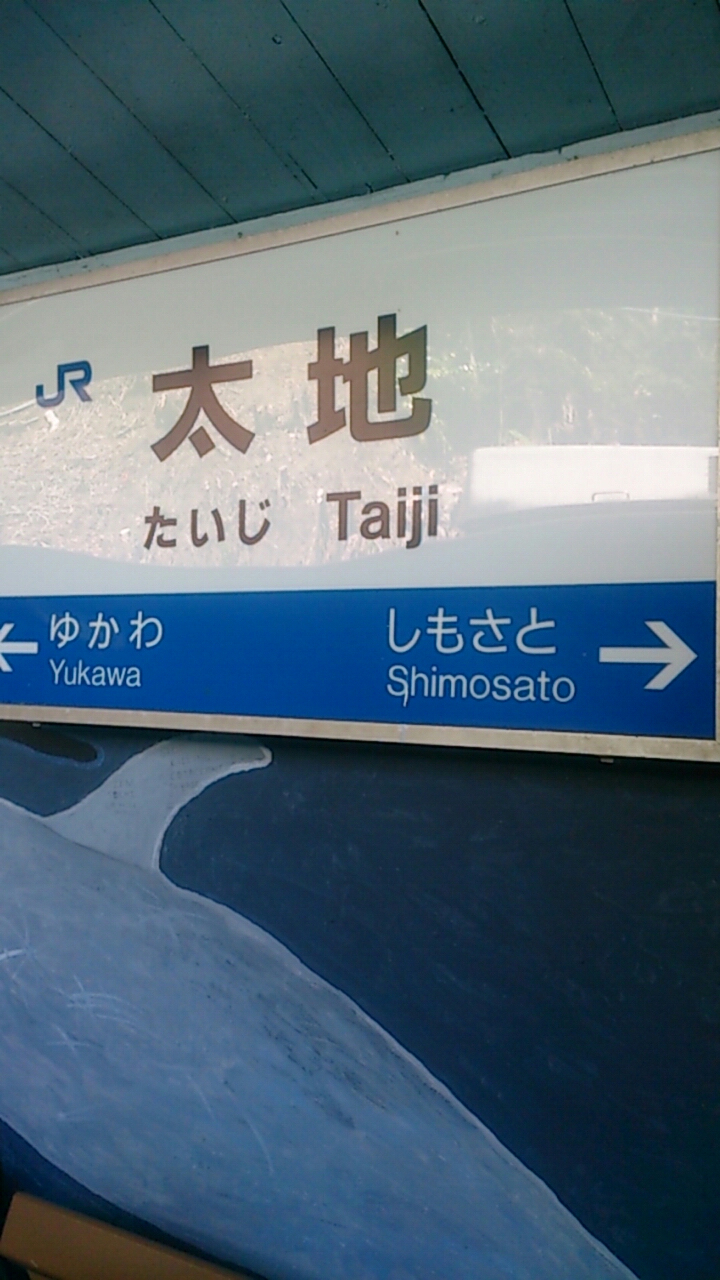 JR 太地
たいじ Taiji
← ゆかわ しもさと →
Yukawa Shimosato